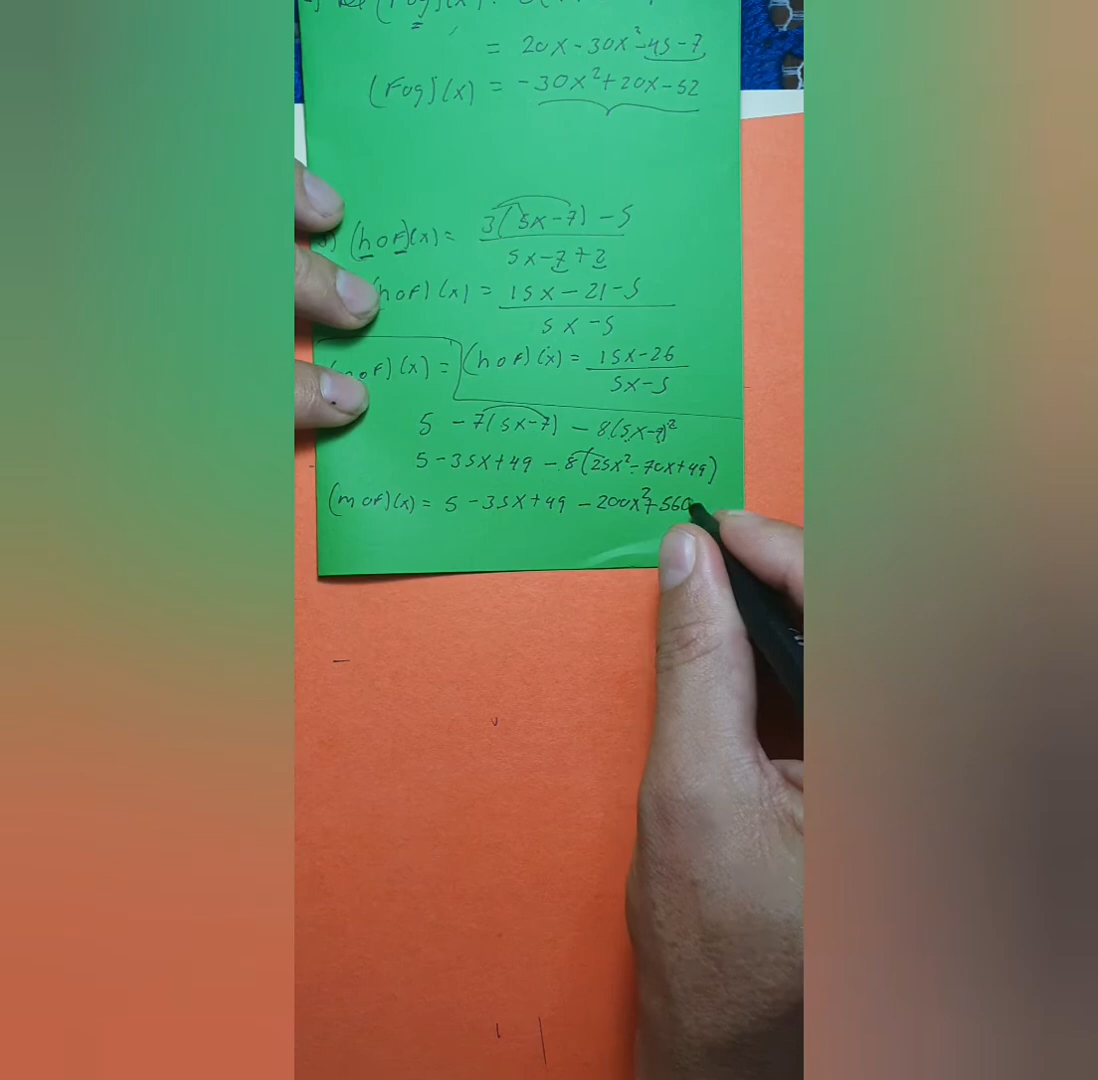 (Fog)(x)
= 20x - 30x² - 45 - 7
(Fog)(x) = -30x² + 20x - 52
(hoF)(x) = 3(5x - 7) - 5
5x - 7 + 2
(hoF)(x) = 15x - 21 - 5
5x - 5
(moF)(x) = (hoF)(x) = 15x - 26
5x - 5
5 - 7(5x - 7) - 8(5x - 7)²
5 - 35x + 49 - 8(25x² - 70x + 49)
(moF)(x) = 5 - 35x + 49 - 200x² + 560